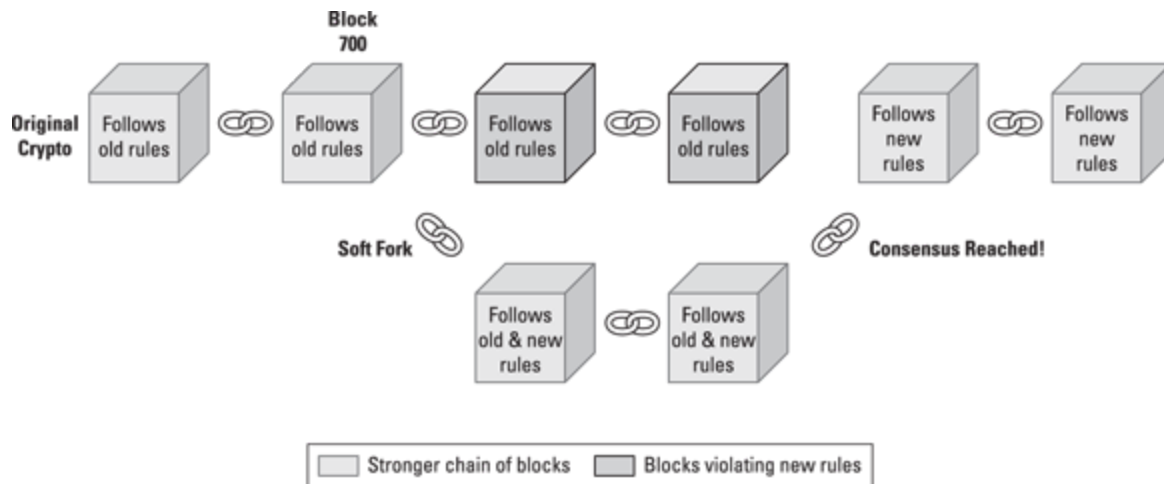 Block
700
Original
Crypto
Follows
old rules
Follows
old rules
Follows
old rules
Follows
old rules
Follows
new
rules
Follows
new
rules
Soft Fork
Consensus Reached!
Follows
old & new
rules
Follows
old & new
rules
Stronger chain of blocks
Blocks violating new rules